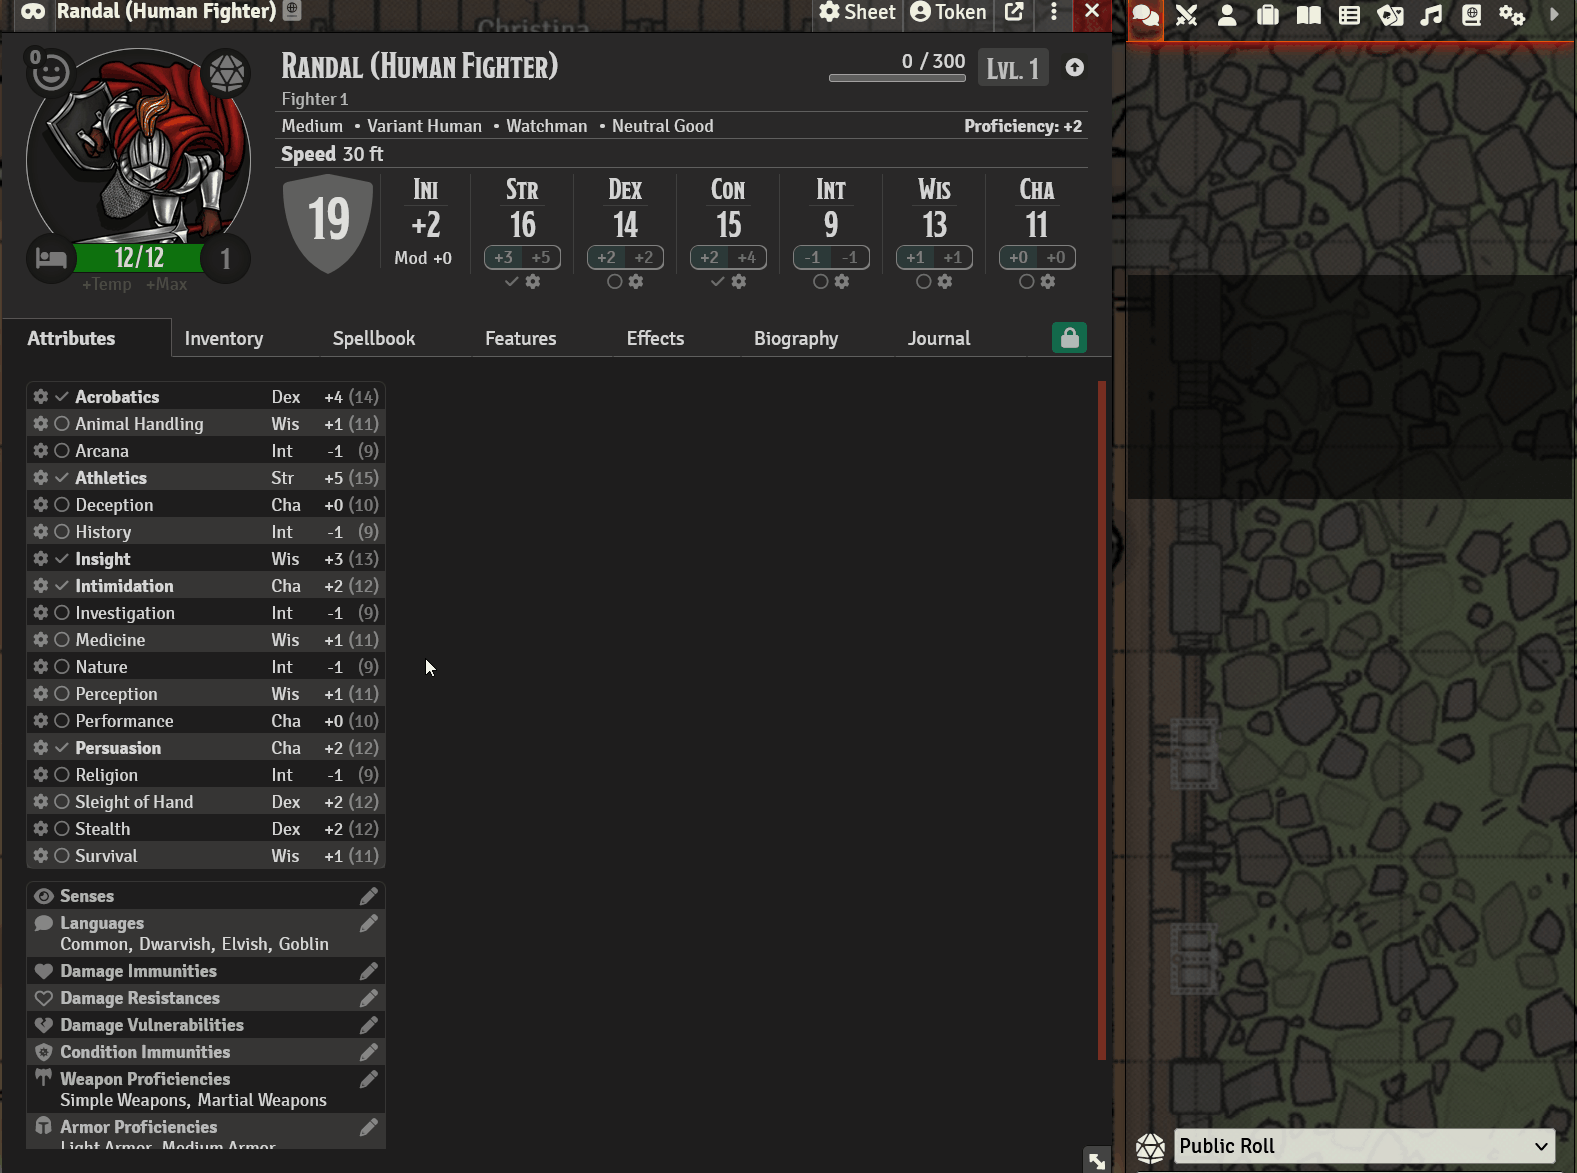 Randal (Human Fighter)
Sheet
Token
Christina
0
Randal (Human Fighter)
0 / 300
Lvl. 1
Fighter 1
Medium • Variant Human • Watchman • Neutral Good
Proficiency: +2
Speed 30 ft
19
Ini
+2
Mod +0
Str
16
+3 +5
Dex
14
+2 +2
Con
15
+2 +4
Int
9
-1 -1
Wis
13
+1 +1
Cha
11
+0 +0
12/12
1
+Temp +Max
Attributes
Inventory
Spellbook
Features
Effects
Biography
Journal
Acrobatics Dex +4 (14)
Animal Handling Wis +1 (11)
Arcana Int -1 (9)
Athletics Str +5 (15)
Deception Cha +0 (10)
History Int -1 (9)
Insight Wis +3 (13)
Intimidation Cha +2 (12)
Investigation Int -1 (9)
Medicine Wis +1 (11)
Nature Int -1 (9)
Perception Wis +1 (11)
Performance Cha +0 (10)
Persuasion Cha +2 (12)
Religion Int -1 (9)
Sleight of Hand Dex +2 (12)
Stealth Dex +2 (12)
Survival Wis +1 (11)
Senses
Languages
Common, Dwarvish, Elvish, Goblin
Damage Immunities
Damage Resistances
Damage Vulnerabilities
Condition Immunities
Weapon Proficiencies
Simple Weapons, Martial Weapons
Armor Proficiencies
Light Armor, Medium Armor
Public Roll